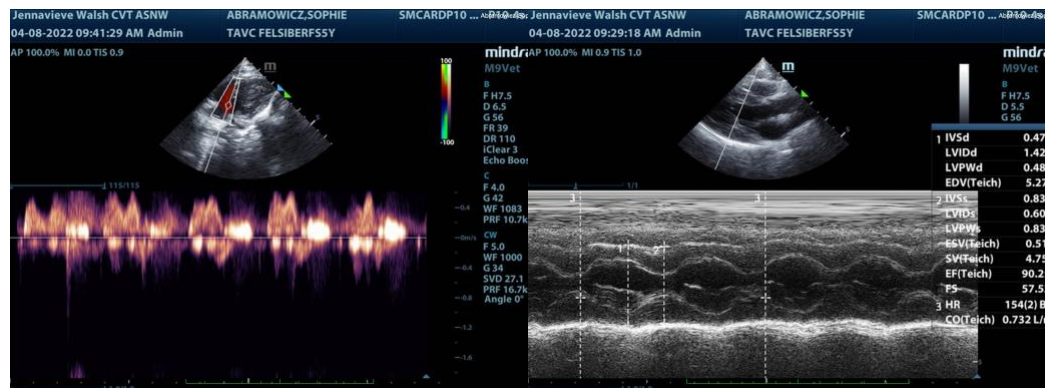 Jennavieve Walsh CVT ASNW ABRAMOWICZ,SOPHIE SMCARDP10 ...
04-08-2022 09:41:29 AM Admin TAVC FELSIBERFS5Y
AP 100.0% MI 0.0 TIS 0.9
m
100
-100
M9Vet
B
F H7.5
D 6.5
G 56
FR 39
DR 110
iClear 3
Echo Boos
C
F 4.0
G 42
WF 1083
PRF 10.7k
CW
F 5.0
WF 1000
G 34
SVD 27.1
PRF 16.7k
Angle 0°
115/115
-0.4
-0m/s
-0.4
-0.8
-1.2
-1.6
Jennavieve Walsh CVT ASNW ABRAMOWICZ,SOPHIE SMCARDP10 ...
04-08-2022 09:29:18 AM Admin TAVC FELSIBERFS5Y
AP 100.0% MI 0.9 TIS 1.0
m
M9Vet
B
F H7.5
D 5.5
G 56
1/1
3
3
1 IVSd 0.47
LVIDd 1.42
LVPWd 0.48
EDV(Teich) 5.27
2 IVSs 0.83
LVIDs 0.60
LVPWs 0.83
ESV(Teich) 0.51
SV(Teich) 4.75
EF(Teich) 90.2
FS 57.5
3 HR 154(2) B
CO(Teich) 0.732 L/